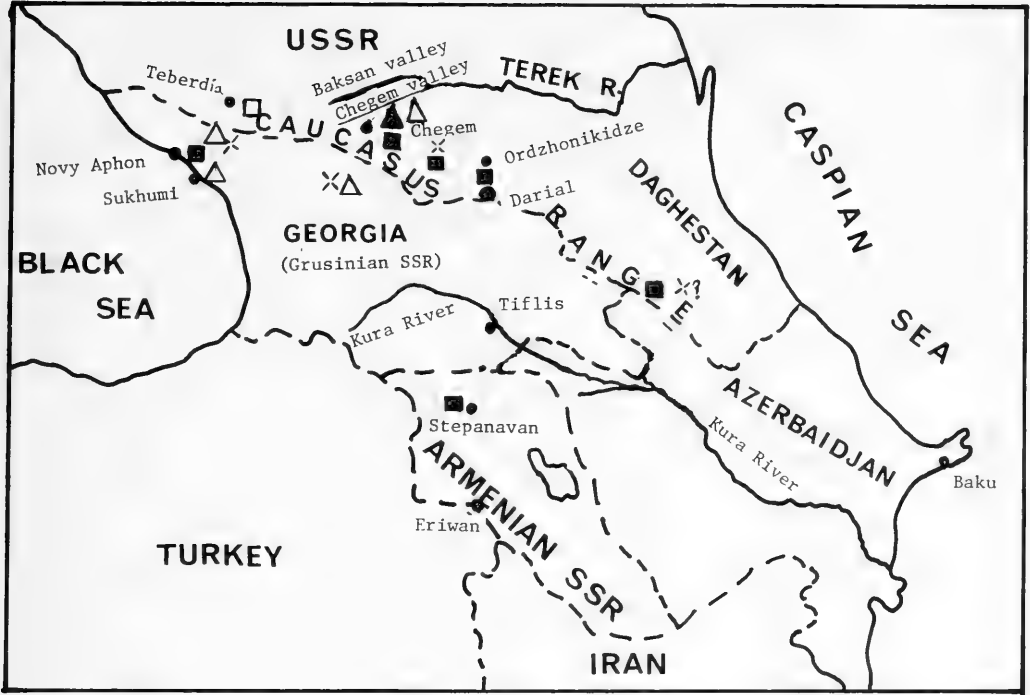 USSR
Baksan valley
Chegem valley
TEREK R.
Teberdia
CAUCASUS RANGE
Chegem
Ordzhonikidze
Novy Aphon
Sukhumi
Darial
DAGHESTAN
CASPIAN SEA
GEORGIA
(Grusinian SSR)
BLACK
SEA
?
Kura River
Tiflis
AZERBAIDJAN
Stepanavan
Kura River
Baku
ARMENIAN SSR
Eriwan
TURKEY
IRAN